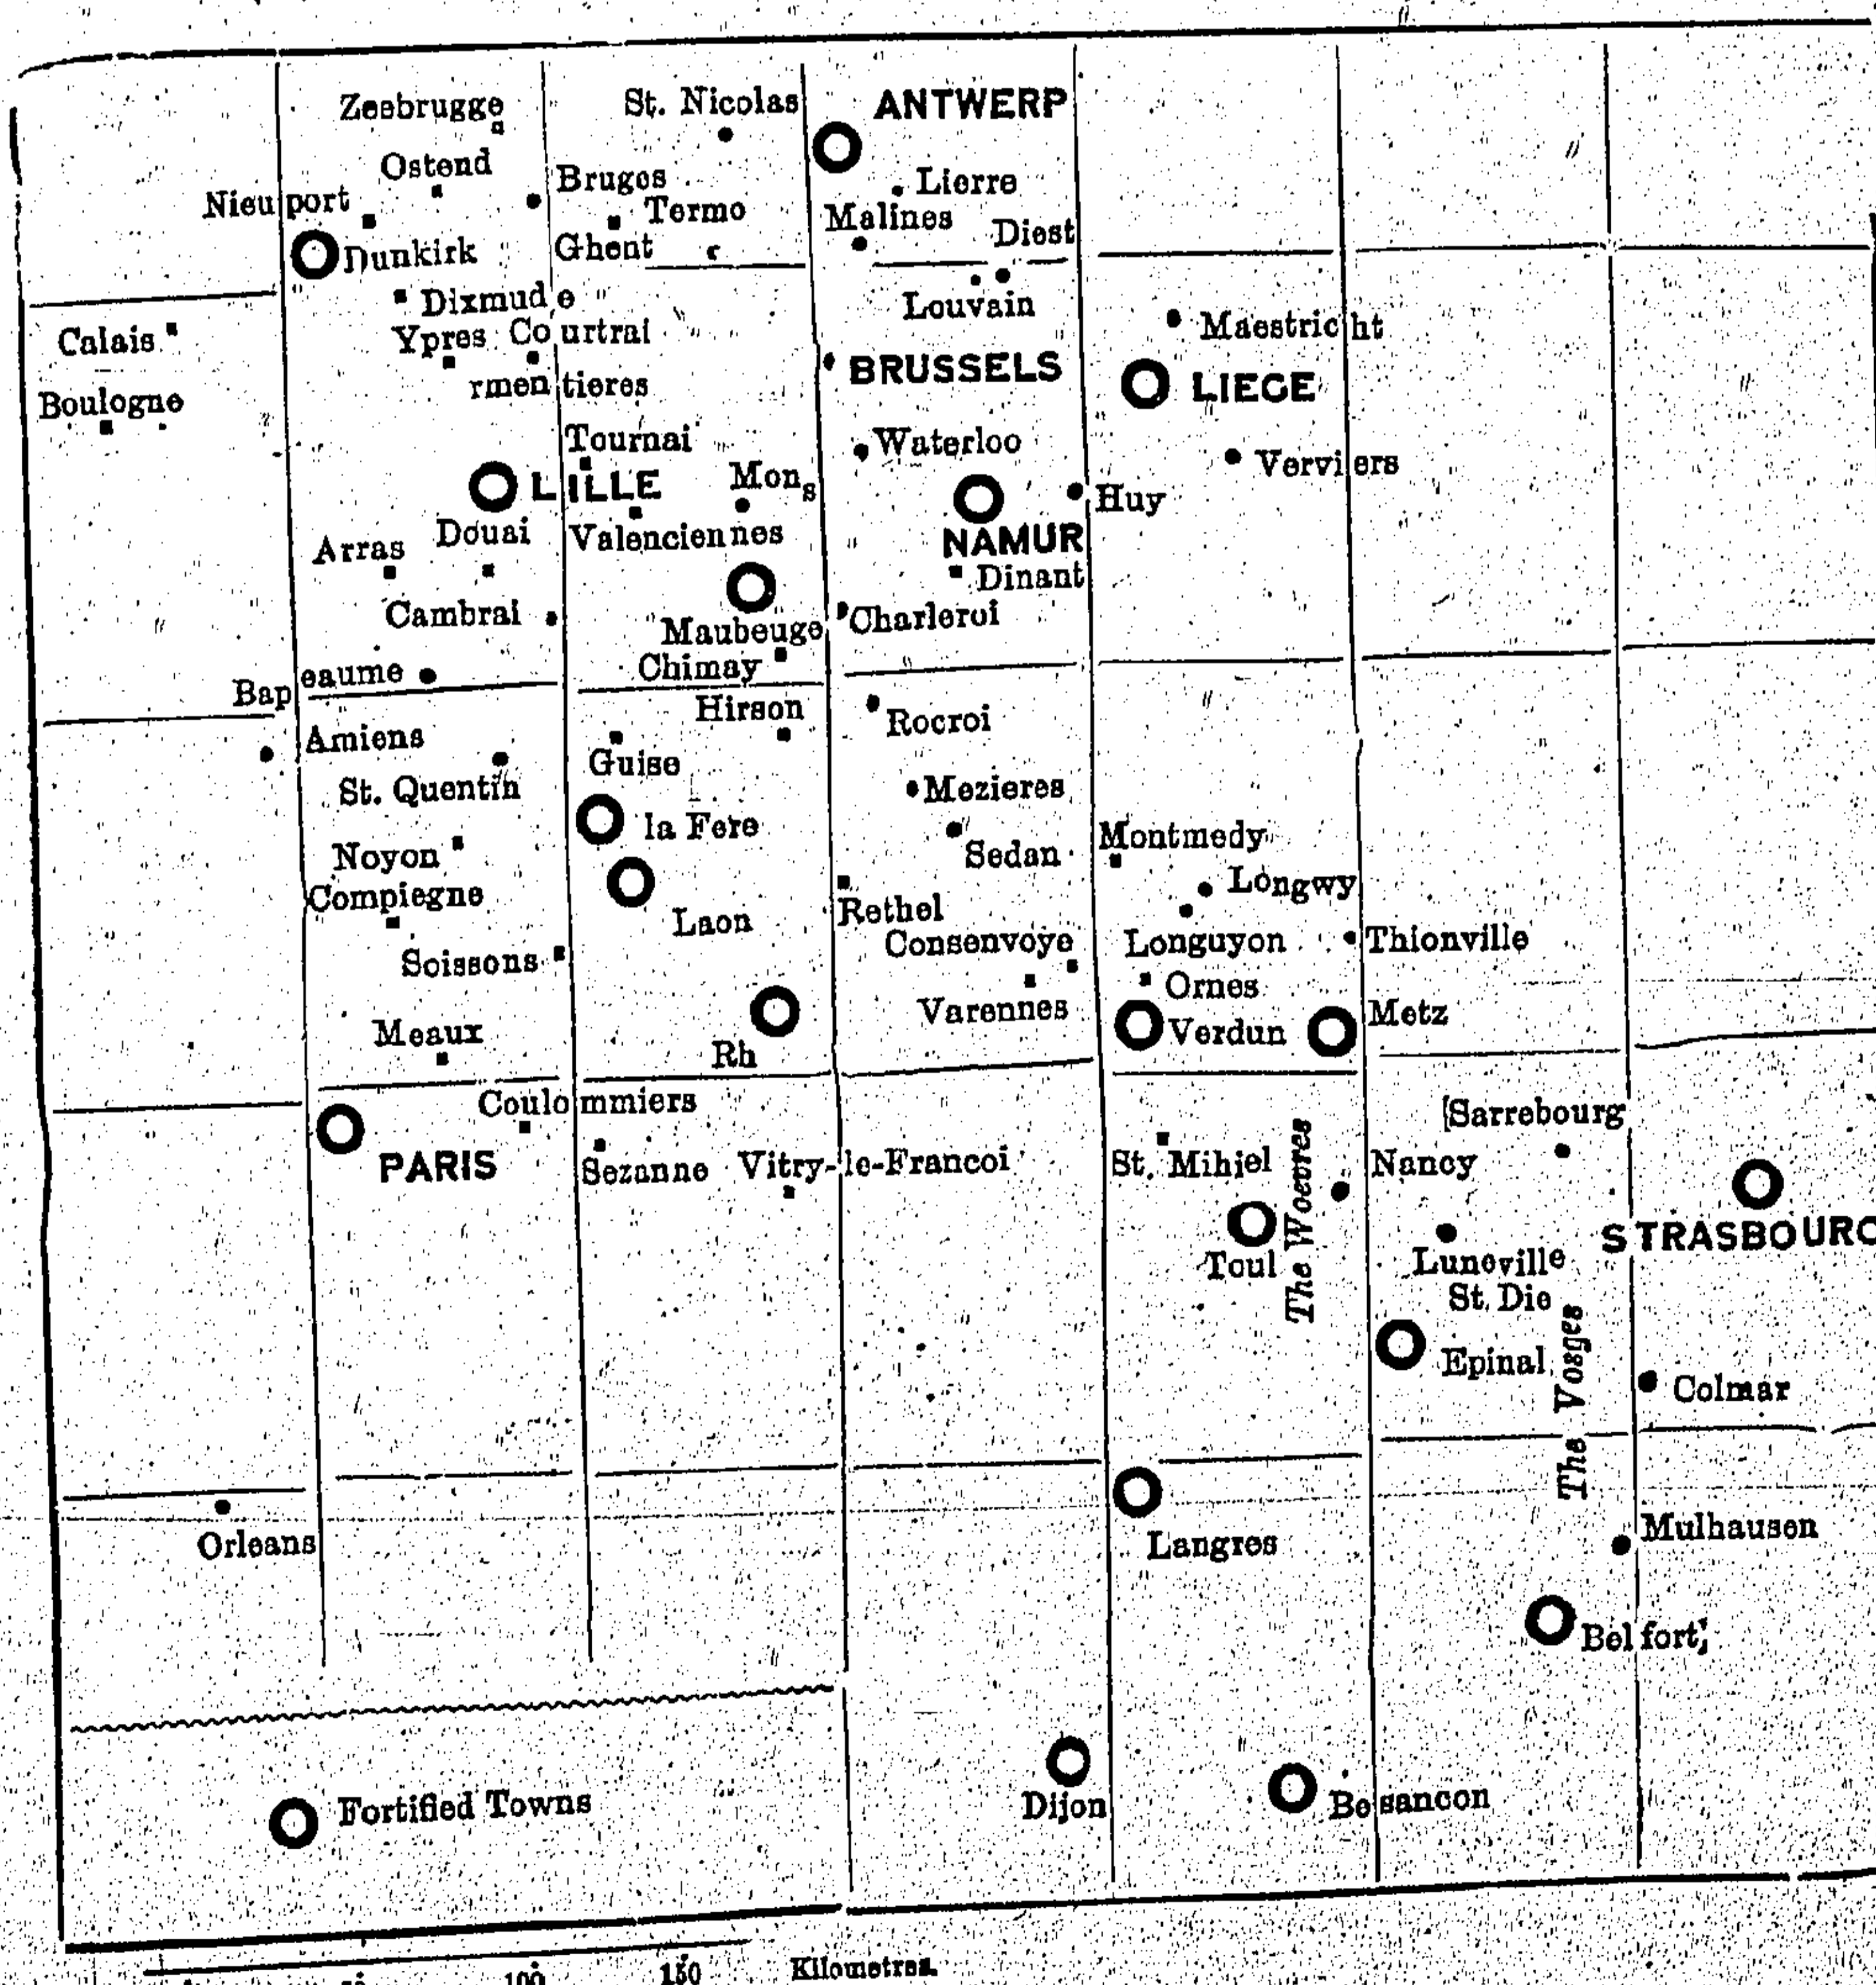 Zeebrugge
St. Nicolas
ANTWERP
Ostend
Bruges
Lierre
Nieuport
Termo
Malines
Diest
Dunkirk
Ghent
Dixmude
Louvain
Calais
Ypres
Courtrai
Maestricht
BRUSSELS
LIEGE
Boulogne
rmentieres
Tournai
Waterloo
Verviers
LILLE
Mons
Huy
Arras
Douai
Valenciennes
NAMUR
Dinant
Cambrai
Maubeuge
Charleroi
Chimay
Bapeaume
Hirson
Rocroi
Amiens
Guise
St. Quentin
Mezieres
la Fere
Sedan
Montmedy
Noyon
Longwy
Compiegne
Laon
Rethel
Consenvoye
Longuyon
Thionville
Soissons
Ornes
Varennes
Metz
Meaux
Rh
Verdun
Coulommiers
Sarrebourg
PARIS
Sezanne
Vitry-le-Francoi
St. Mihiel
The Woevres
Nancy
Toul
Luneville
STRASBOURG
St. Die
Epinal
The Vosges
Colmar
Orleans
Langres
Mulhausen
Belfort
Dijon
Besancon
Fortified Towns
100 150 Kilometres.